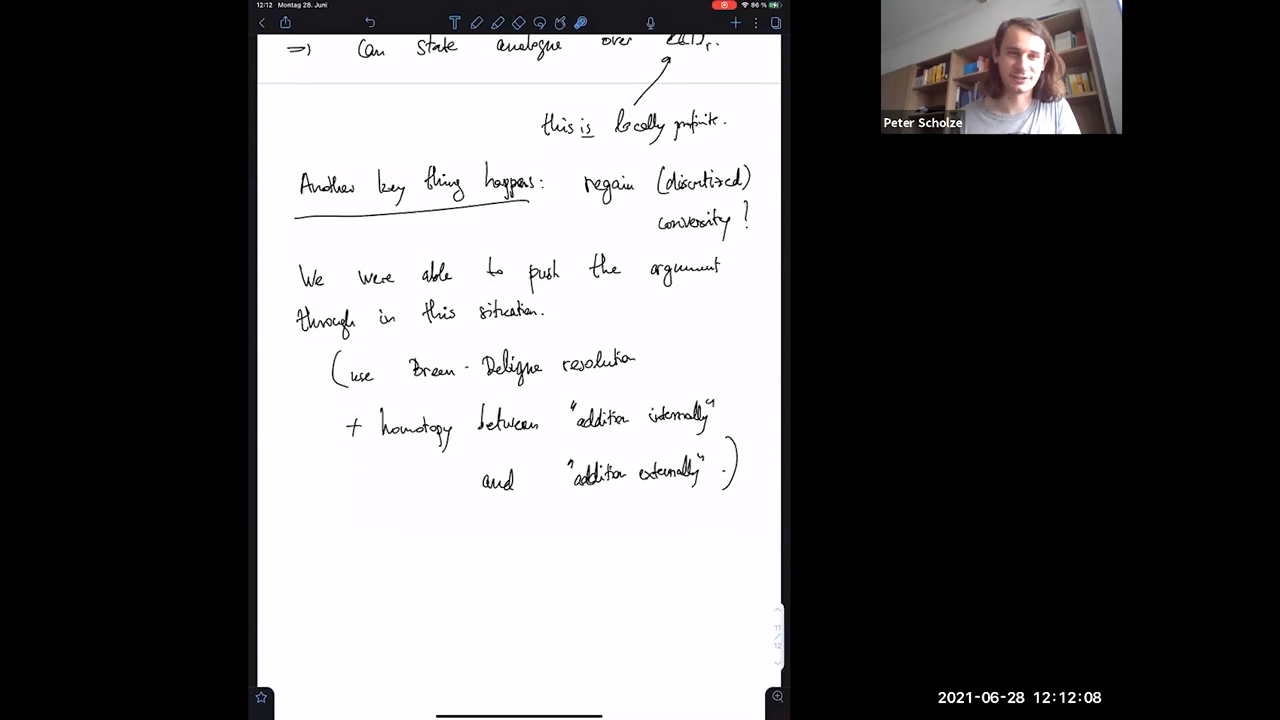 12:12 Montag 28. Juni
86 %
=> Can state analogue over
this is locally profinite.
Another key thing happens: regain (discretized)
convexity!
We were able to push the argument
through in this situation.
(use Breen-Deligne resolution
+ homotopy between "addition internally"
and "addition externally".)
11
/
12
Peter Scholze
2021-06-28 12:12:08